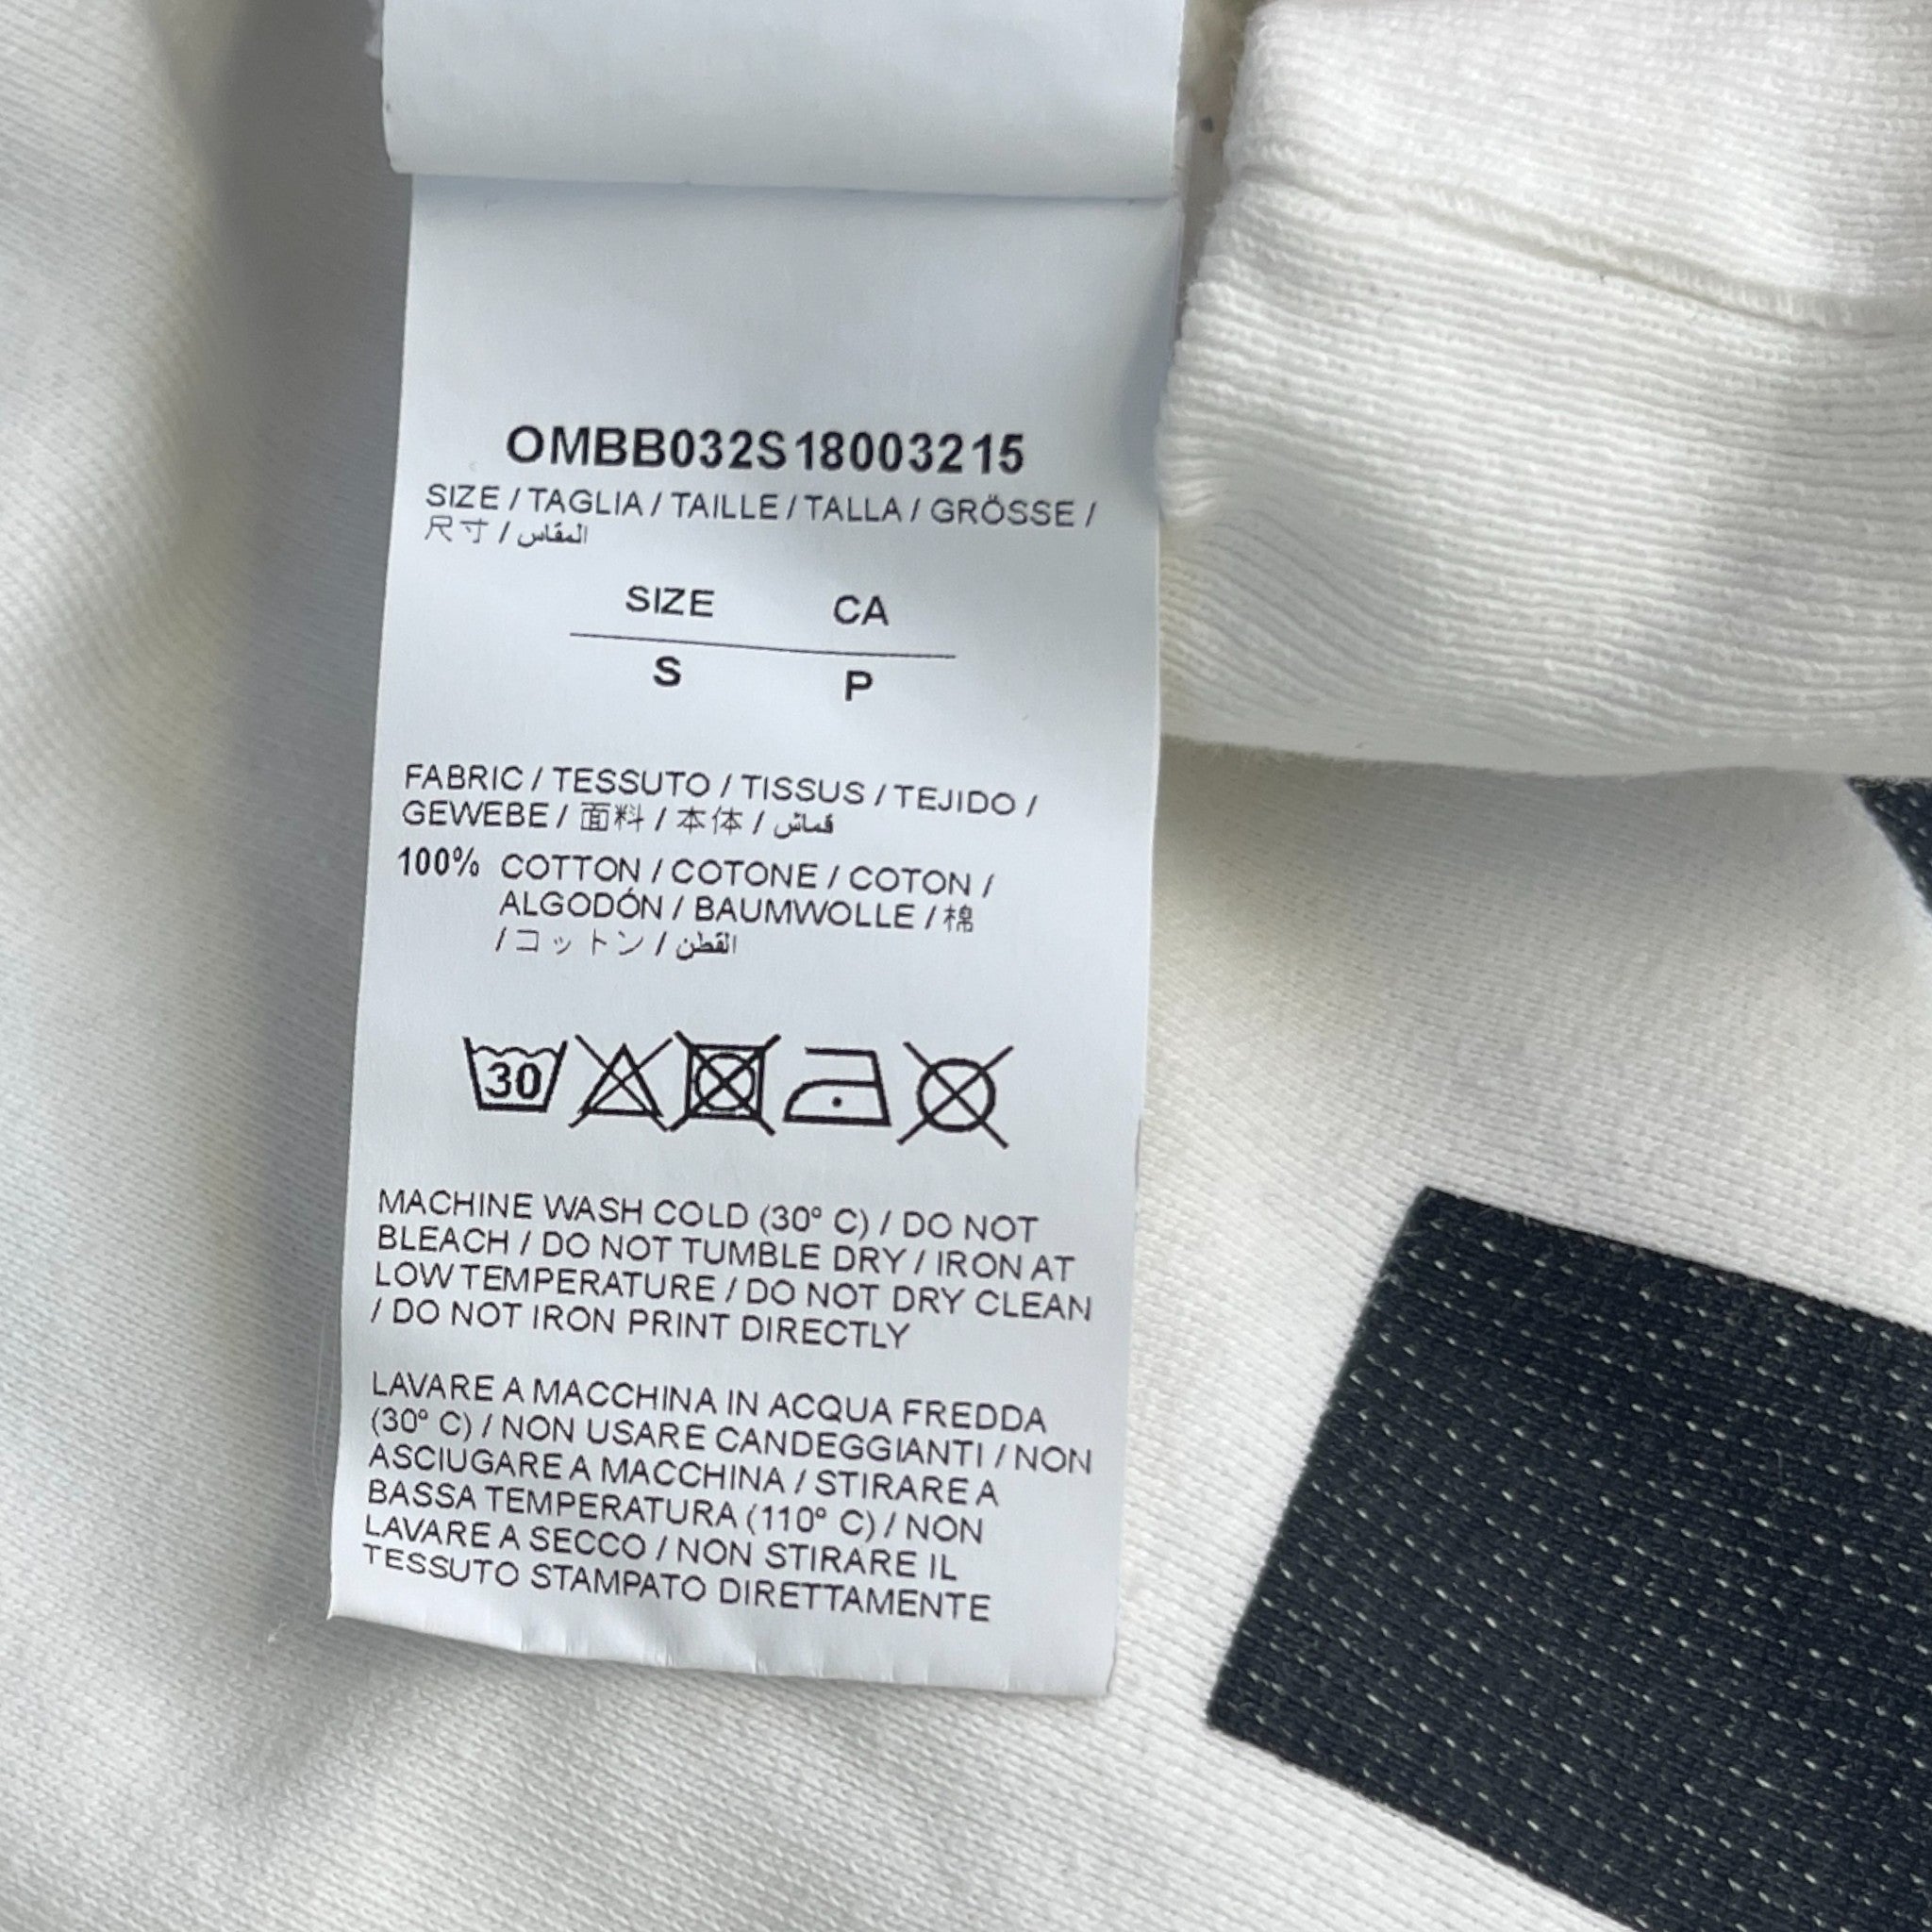 OMBB032S18003215
SIZE / TAGLIA / TAILLE / TALLA / GRÖSSE /
尺寸 / المقاس
SIZE CA
S P
FABRIC / TESSUTO / TISSUS / TEJIDO /
GEWEBE / 面料 / 本体 / قماش
100% COTTON / COTONE / COTON /
ALGODÓN / BAUMWOLLE / 棉
/ コットン / القطن
30
MACHINE WASH COLD (30° C) / DO NOT
BLEACH / DO NOT TUMBLE DRY / IRON AT
LOW TEMPERATURE / DO NOT DRY CLEAN
/ DO NOT IRON PRINT DIRECTLY
LAVARE A MACCHINA IN ACQUA FREDDA
(30° C) / NON USARE CANDEGGIANTI / NON
ASCIUGARE A MACCHINA / STIRARE A
BASSA TEMPERATURA (110° C) / NON
LAVARE A SECCO / NON STIRARE IL
TESSUTO STAMPATO DIRETTAMENTE